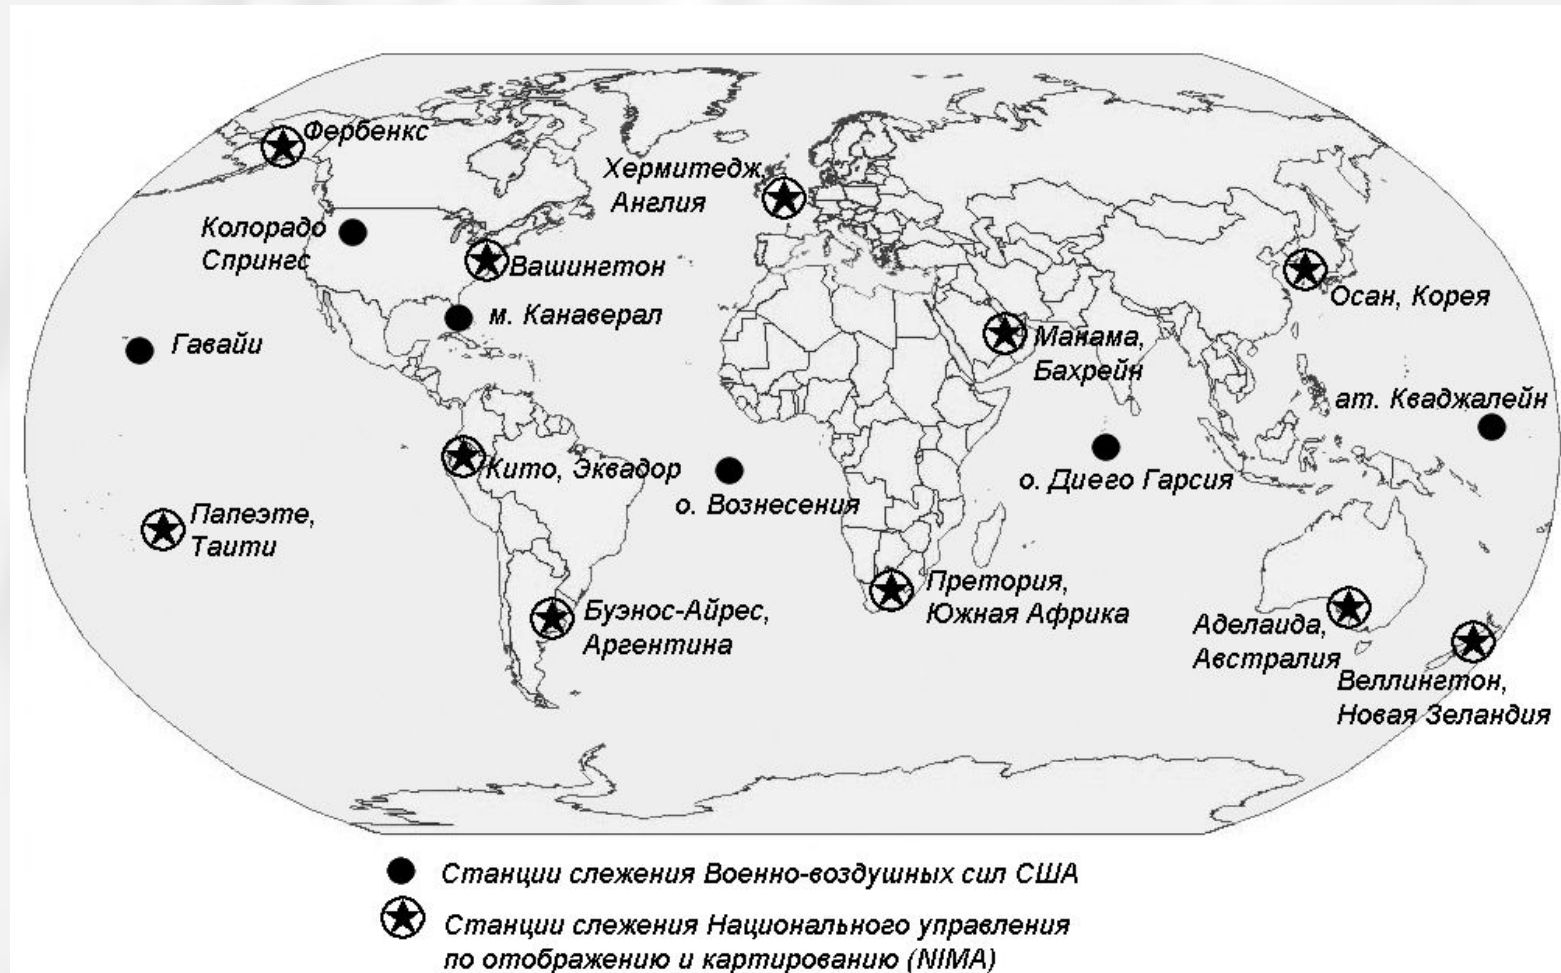 Фербенкс
Хермитедж,
Англия
Колорадо
Спрингс
Вашингтон
Осан, Корея
м. Канаверал
Гавайи
Манама,
Бахрейн
ат. Кваджалейн
Кито, Эквадор
о. Диего Гарсия
о. Вознесения
Папеэте,
Таити
Претория,
Южная Африка
Буэнос-Айрес,
Аргентина
Аделаида,
Австралия
Веллингтон,
Новая Зеландия
Станции слежения Военно-воздушных сил США
Станции слежения Национального управления
по отображению и картированию (NIMA)